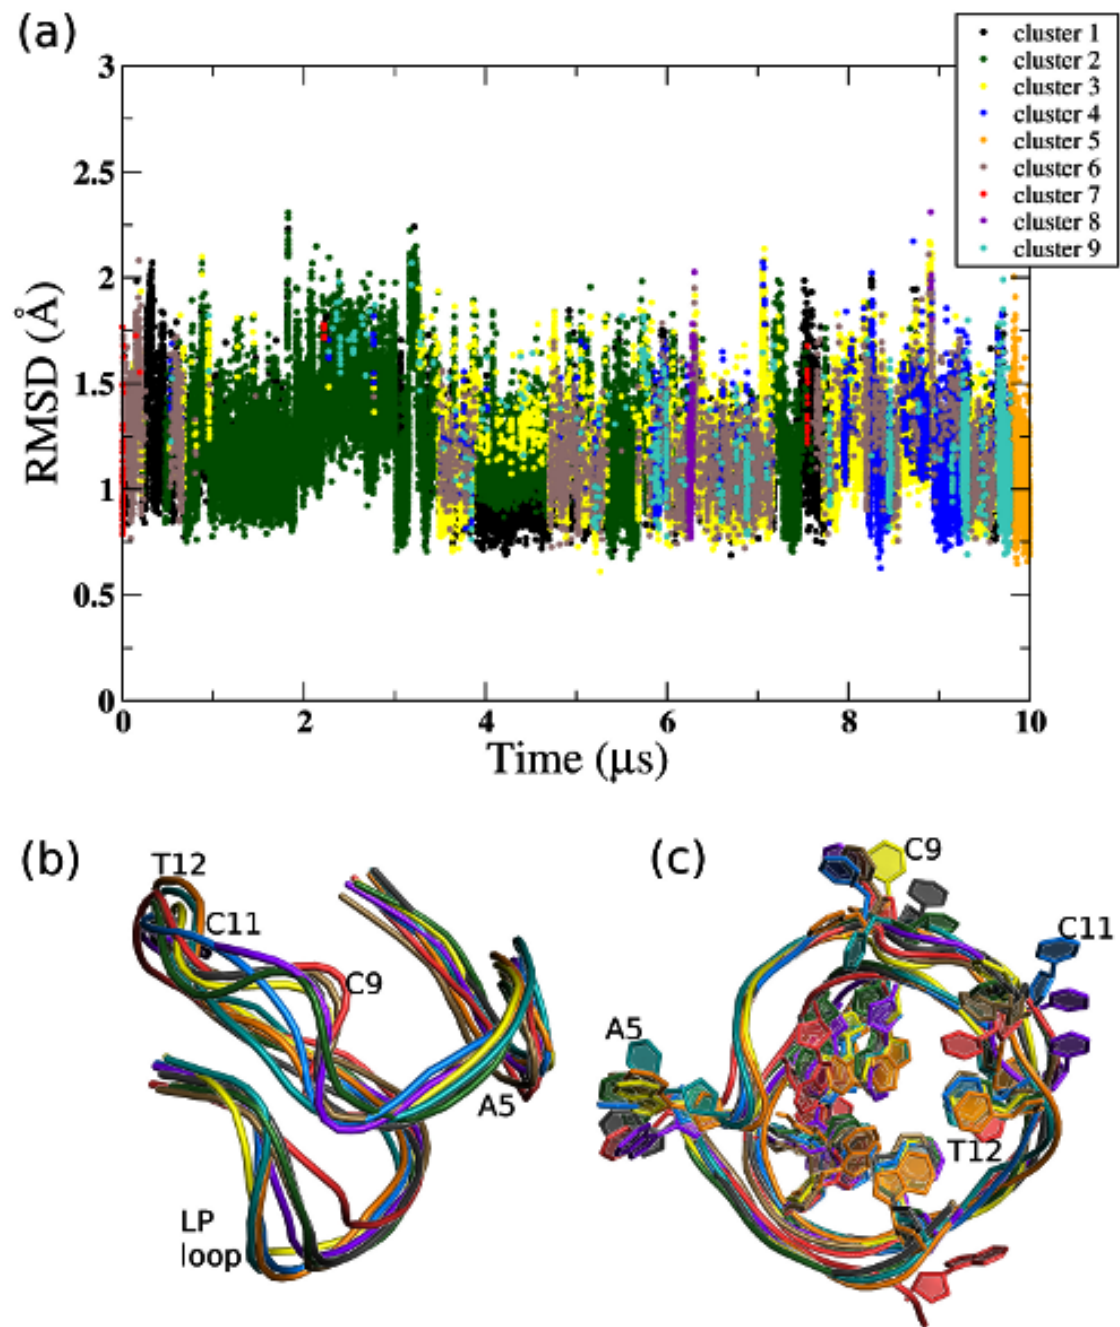 (a)
cluster 1
cluster 2
cluster 3
cluster 4
cluster 5
cluster 6
cluster 7
cluster 8
cluster 9
3
2.5
2
1.5
1
0.5
0
RMSD (Å)
0 2 4 6 8 10
Time (μs)
(b)
T12
C11
C9
A5
LP
loop
(c)
C9
C11
A5
T12